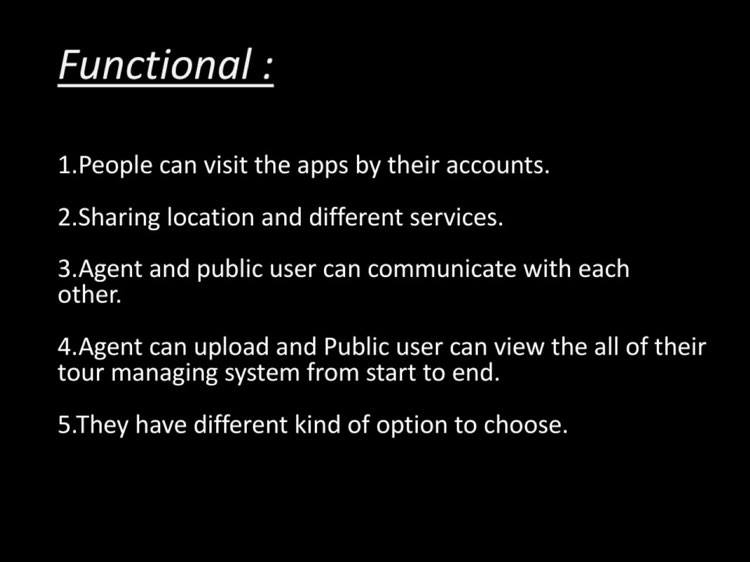 Functional :
1.People can visit the apps by their accounts.
2.Sharing location and different services.
3.Agent and public user can communicate with each
other.
4.Agent can upload and Public user can view the all of their
tour managing system from start to end.
5.They have different kind of option to choose.